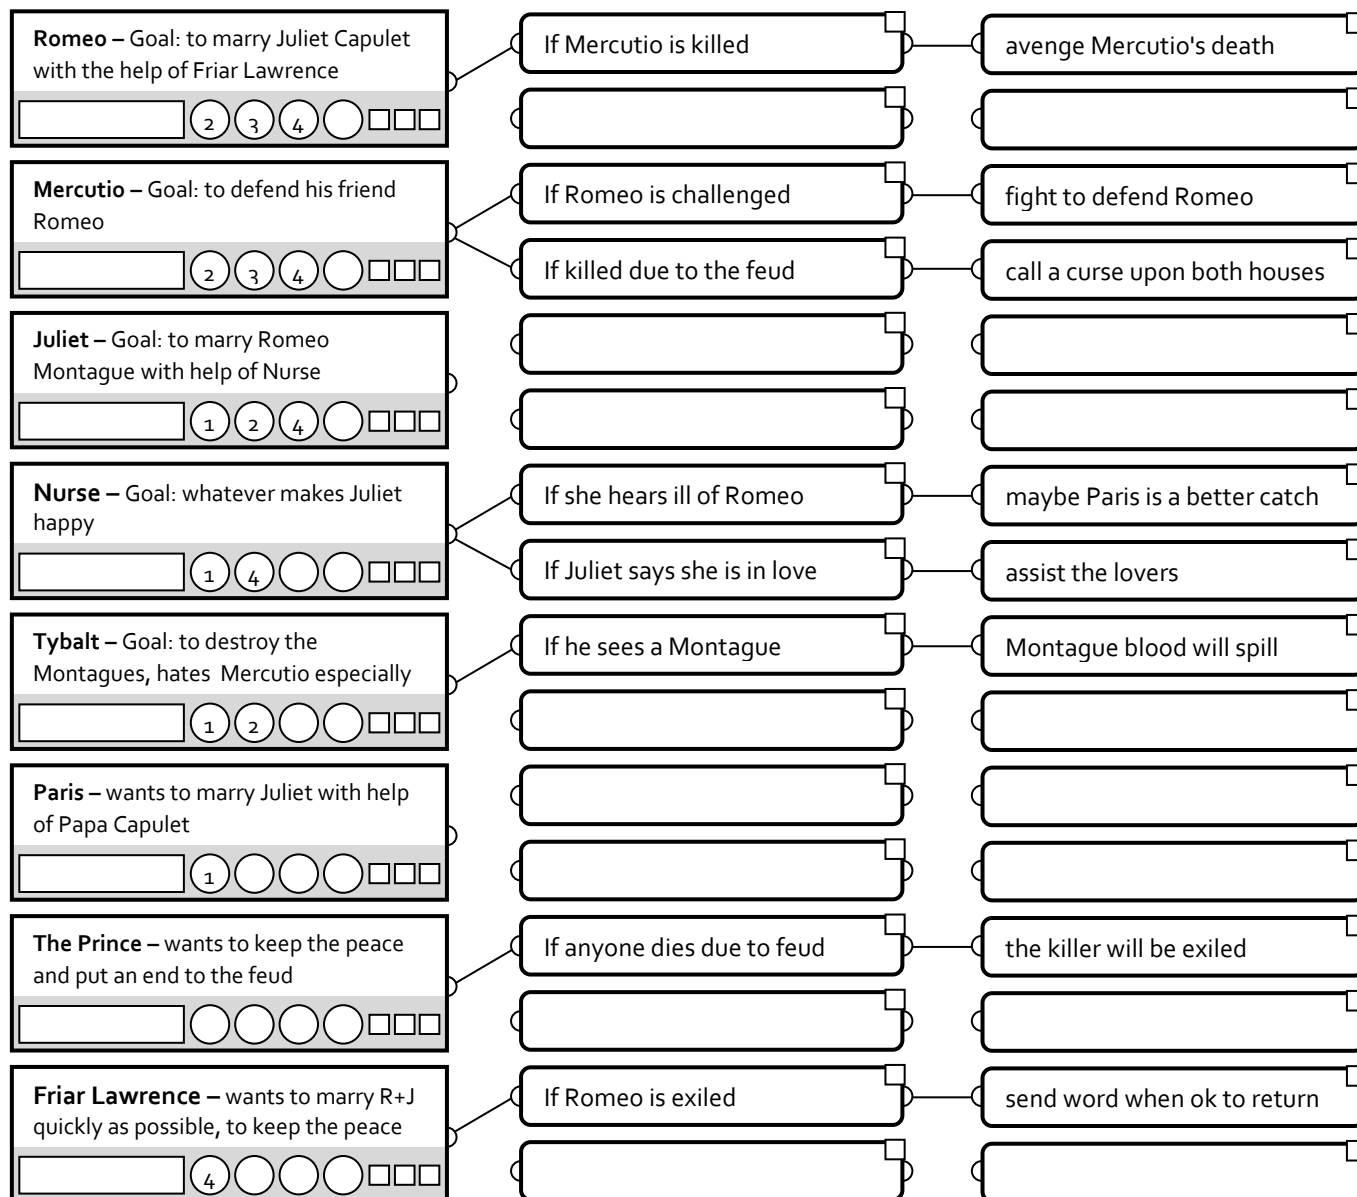 Romeo – Goal: to marry Juliet Capulet
with the help of Friar Lawrence
2 3 4
If Mercutio is killed
avenge Mercutio's death
Mercutio – Goal: to defend his friend
Romeo
2 3 4
If Romeo is challenged
fight to defend Romeo
If killed due to the feud
call a curse upon both houses
Juliet – Goal: to marry Romeo
Montague with help of Nurse
1 2 4
Nurse – Goal: whatever makes Juliet
happy
1 4
If she hears ill of Romeo
maybe Paris is a better catch
If Juliet says she is in love
assist the lovers
Tybalt – Goal: to destroy the
Montagues, hates  Mercutio especially
1 2
If he sees a Montague
Montague blood will spill
Paris – wants to marry Juliet with help
of Papa Capulet
1
The Prince – wants to keep the peace
and put an end to the feud
If anyone dies due to feud
the killer will be exiled
Friar Lawrence – wants to marry R+J
quickly as possible, to keep the peace
4
If Romeo is exiled
send word when ok to return